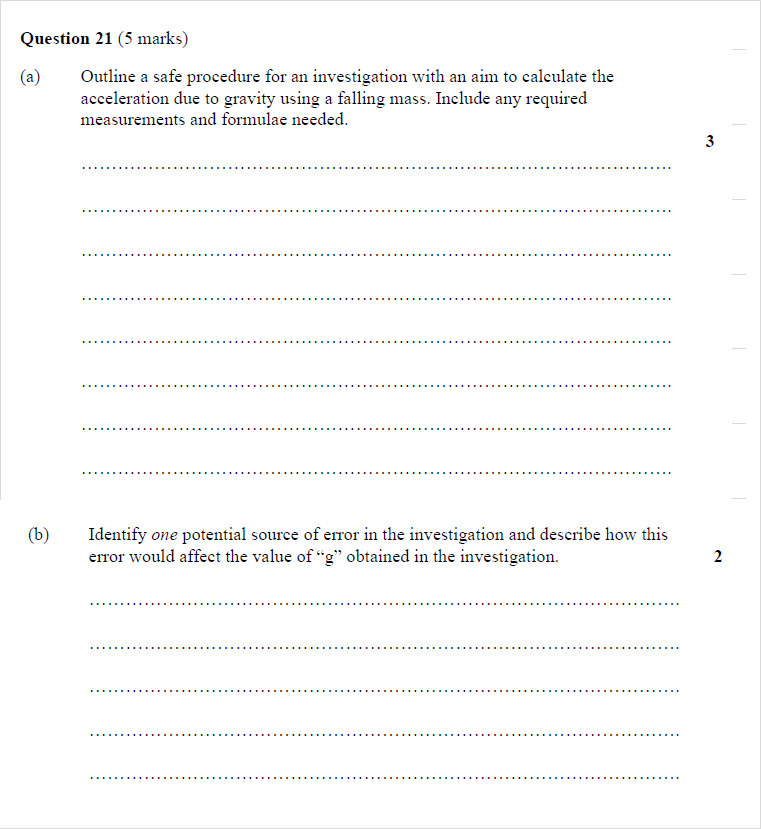 Question 21 (5 marks)
(a) Outline a safe procedure for an investigation with an aim to calculate the
acceleration due to gravity using a falling mass. Include any required
measurements and formulae needed.
3
(b) Identify one potential source of error in the investigation and describe how this
error would affect the value of “g” obtained in the investigation.
2